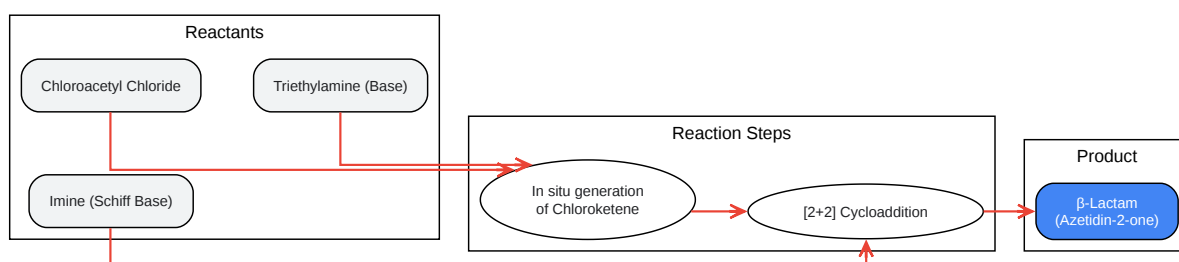 Reactants
Chloroacetyl Chloride
Triethylamine (Base)
Imine (Schiff Base)
Reaction Steps
In situ generation
of Chloroketene
[2+2] Cycloaddition
Product
β-Lactam
(Azetidin-2-one)